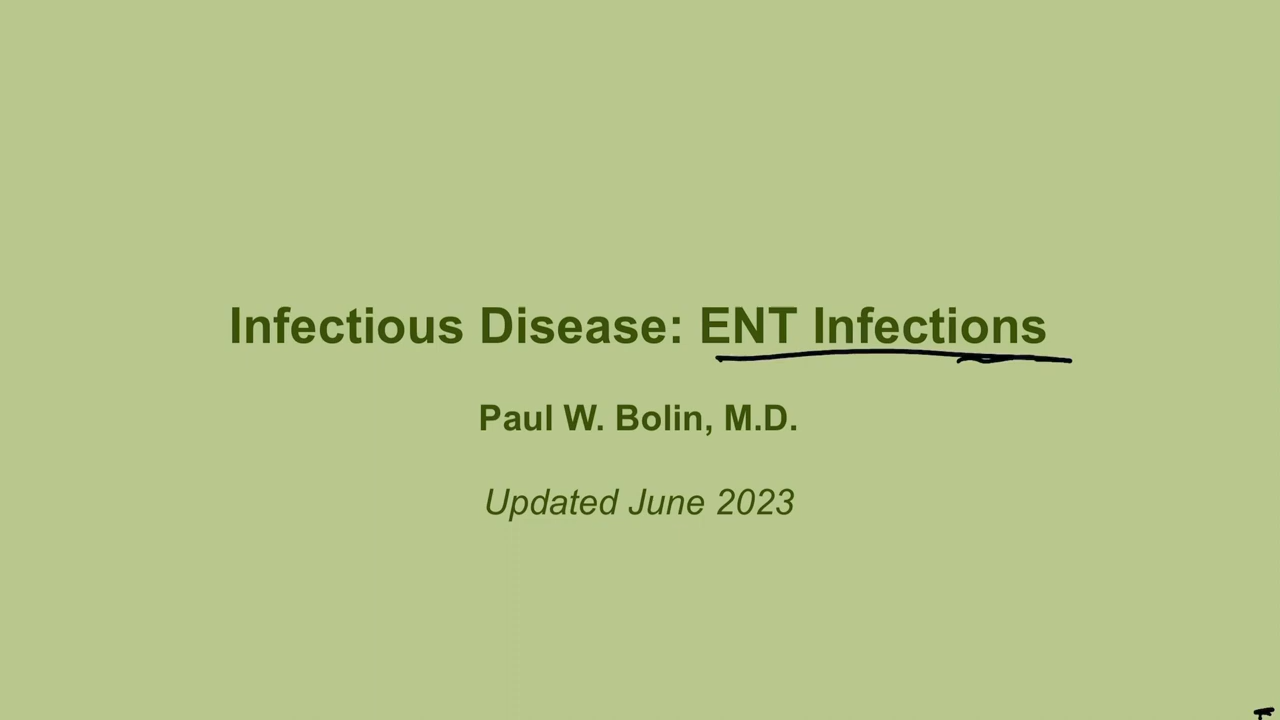 Infectious Disease: ENT Infections
Paul W. Bolin, M.D.
Updated June 2023